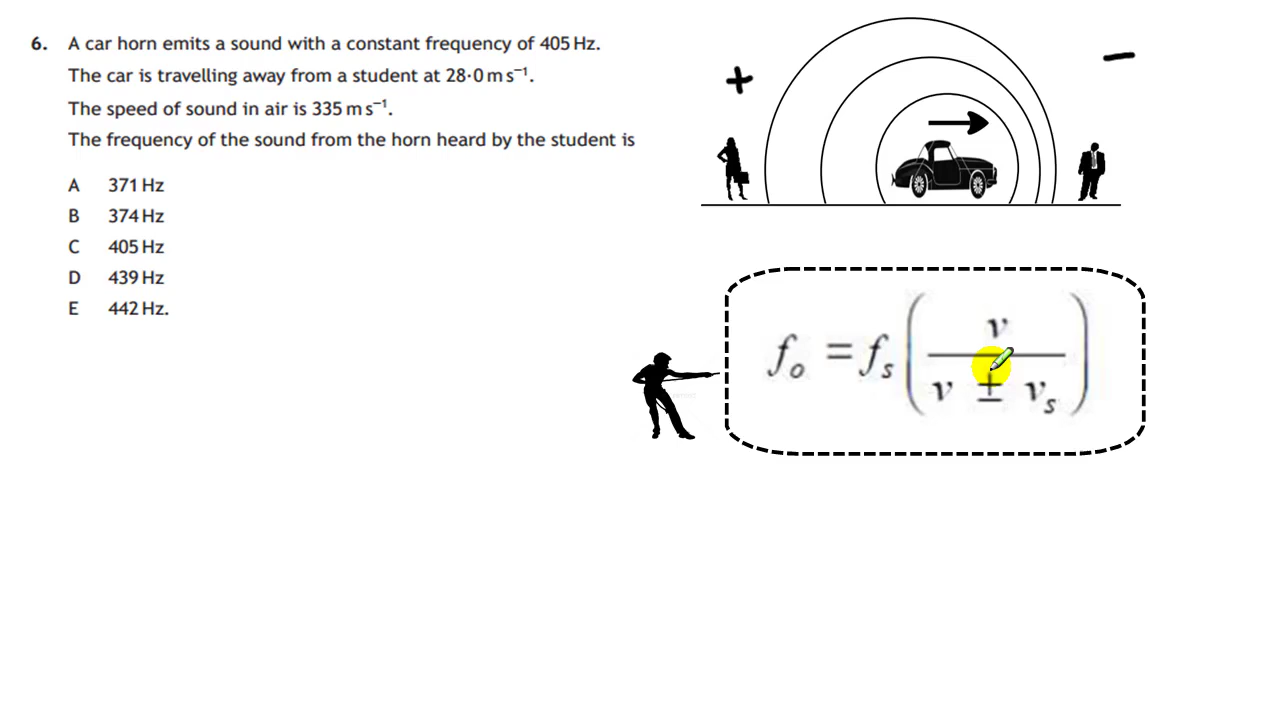 6. A car horn emits a sound with a constant frequency of 405 Hz.
The car is travelling away from a student at 28·0 m s⁻¹.
The speed of sound in air is 335 m s⁻¹.
The frequency of the sound from the horn heard by the student is
A 371 Hz
B 374 Hz
C 405 Hz
D 439 Hz
E 442 Hz.
+
−
fₒ = fₛ (v / (v ± vₛ))